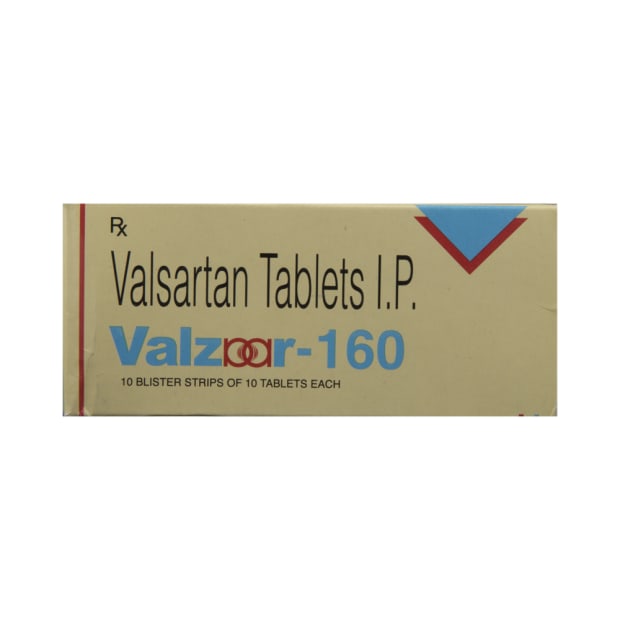 Rx
Valsartan Tablets I.P.
Valzaar-160
10 BLISTER STRIPS OF 10 TABLETS EACH